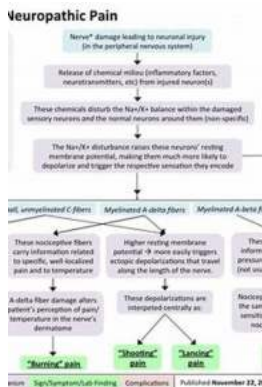 Neuropathic Pain
Nerve* damage leading to neuronal injury
(in the peripheral nervous system)
Release of chemical milieu (inflammatory factors,
neurotransmitters, etc) from injured neuron(s)
These chemicals disturb the Na+/K+ balance within the damaged
sensory neurons and the normal neurons around them (non-specific)
The Na+/K+ disturbance raises these neurons' resting
membrane potential, making them much more likely to
depolarize and trigger the respective sensation they encode
unmyelinated C-fibers
Myelinated A-delta fibers
Myelinated A-beta
These nociceptive fibers
carry information related
to specific, well-localized
pain and to temperature
Higher resting membrane
potential → more easily triggers
ectopic depolarizations that travel
along the length of the nerve.
These
pressure
(not
A-delta fiber damage alters
patient's perception of pain/
temperature in the nerve's
dermatome
These depolarizations are
interpreted centrally as:
the
"Burning" pain
"Shooting"
pain
"Lancing"
pain
Sign/Symptom/Lab Finding
Complications
Published November 22,